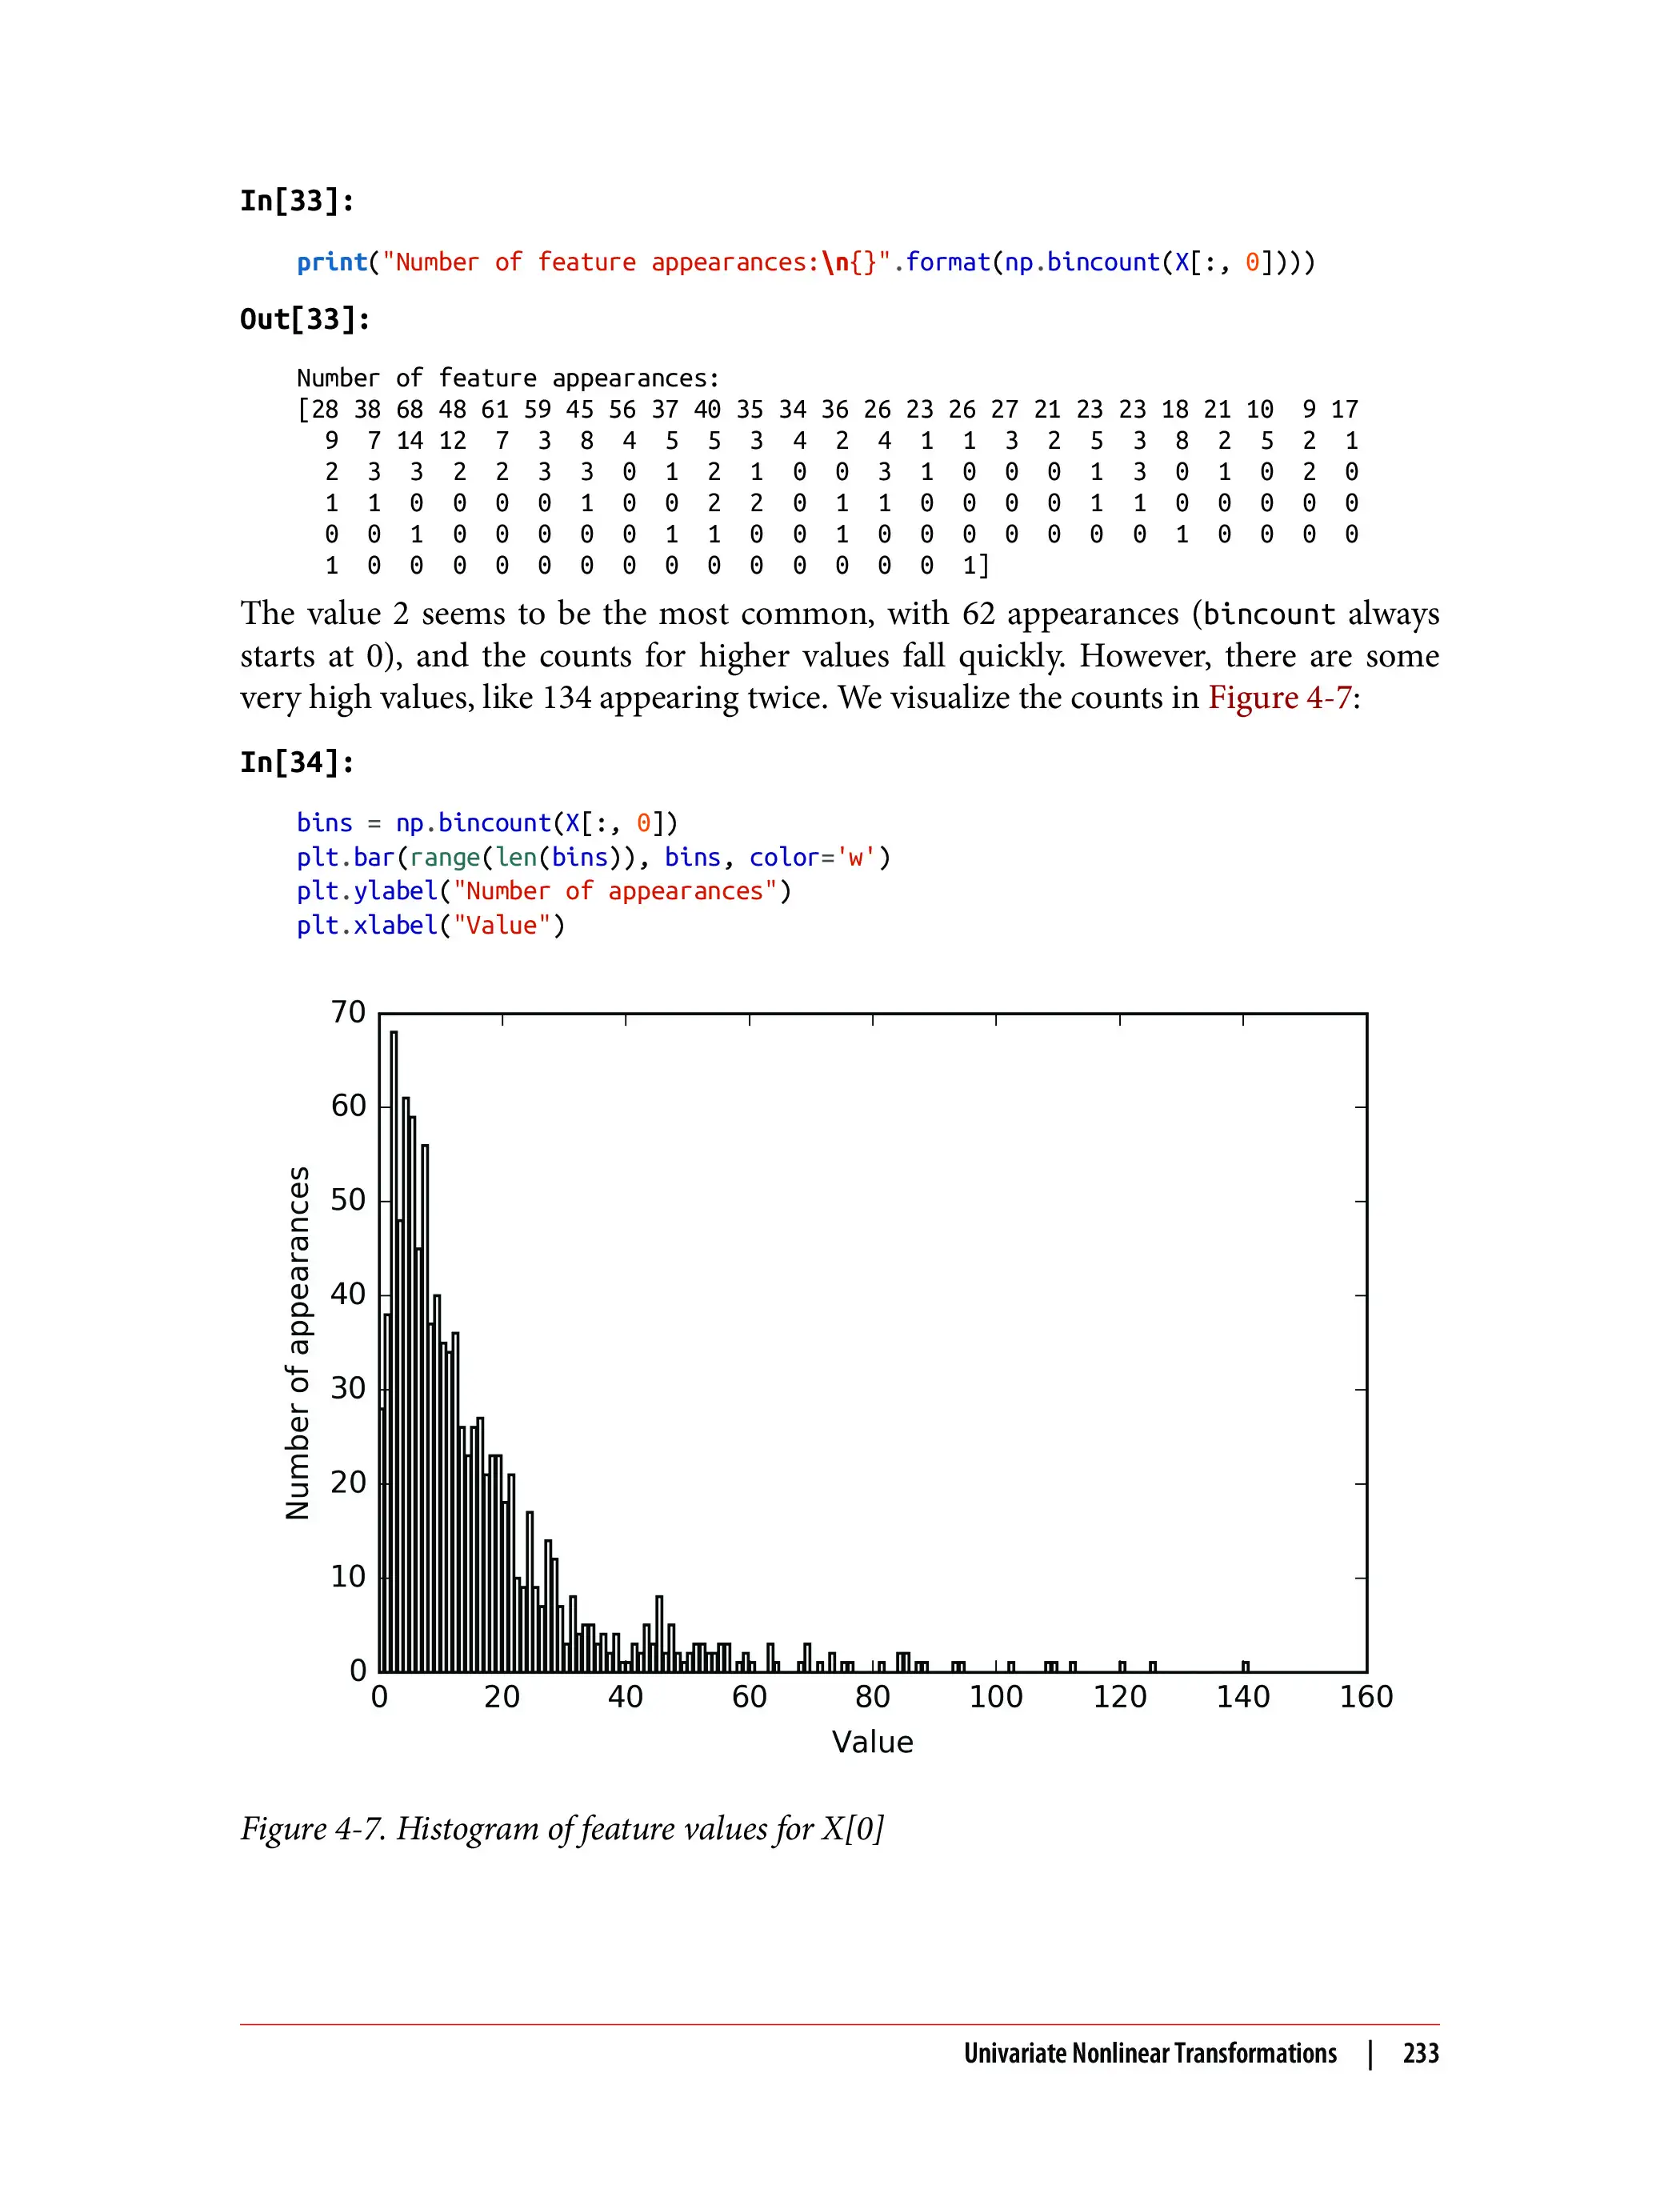 In[33]:
print("Number of feature appearances:\n{}".format(np.bincount(X[:, 0])))
Out[33]:
Number of feature appearances:
[28 38 68 48 61 59 45 56 37 40 35 34 36 26 23 26 27 21 23 23 18 21 10  9 17
  9  7 14 12  7  3  8  4  5  5  3  4  2  4  1  1  3  2  5  3  8  2  5  2  1
  2  3  3  2  2  3  3  0  1  2  1  0  0  3  1  0  0  0  1  3  0  1  0  2  0
  1  1  0  0  0  0  1  0  0  2  2  0  1  1  0  0  0  0  1  1  0  0  0  0  0
  0  0  1  0  0  0  0  0  1  1  0  0  1  0  0  0  0  0  0  0  1  0  0  0  0
  1  0  0  0  0  0  0  0  0  0  0  0  0  0  0  1]
The value 2 seems to be the most common, with 62 appearances (bincount always
starts at 0), and the counts for higher values fall quickly. However, there are some
very high values, like 134 appearing twice. We visualize the counts in Figure 4-7:
In[34]:
bins = np.bincount(X[:, 0])
plt.bar(range(len(bins)), bins, color='w')
plt.ylabel("Number of appearances")
plt.xlabel("Value")
70
60
50
40
30
20
10
0
Number of appearances
0 20 40 60 80 100 120 140 160
Value
Figure 4-7. Histogram of feature values for X[0]
Univariate Nonlinear Transformations | 233